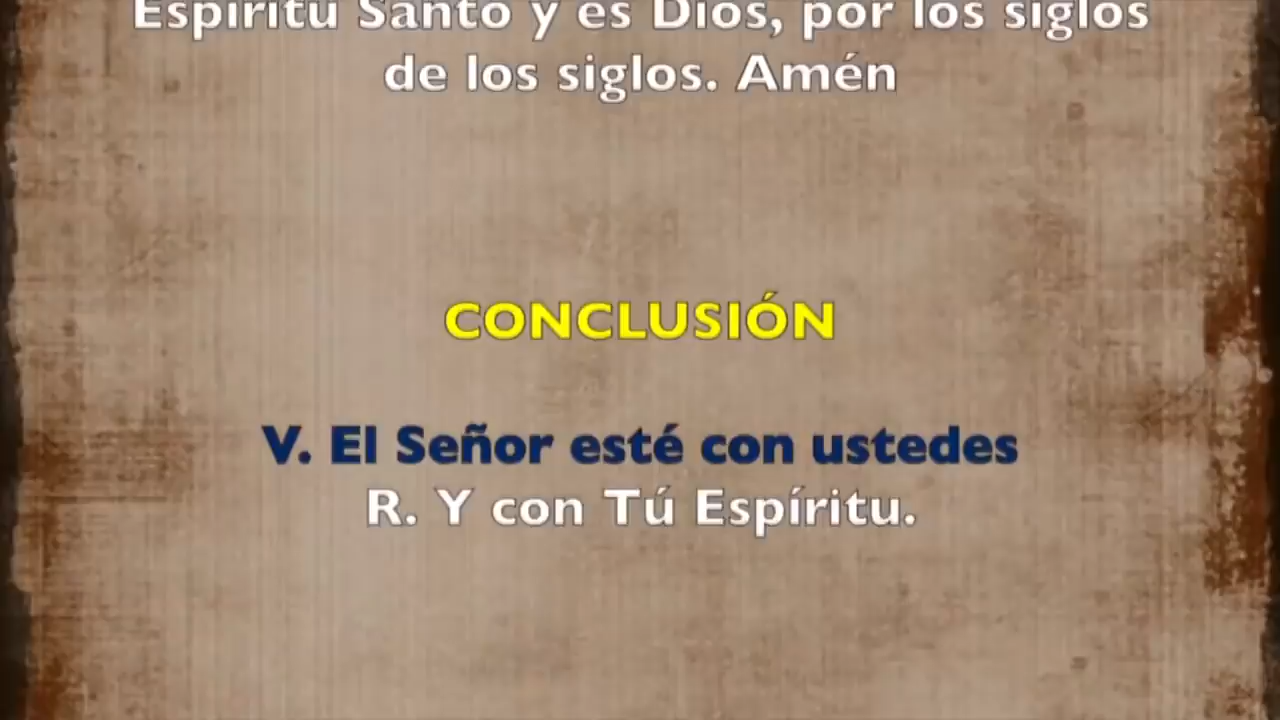 Espíritu Santo y es Dios, por los siglos
de los siglos. Amén
CONCLUSIÓN
V. El Señor esté con ustedes
R. Y con Tú Espíritu.